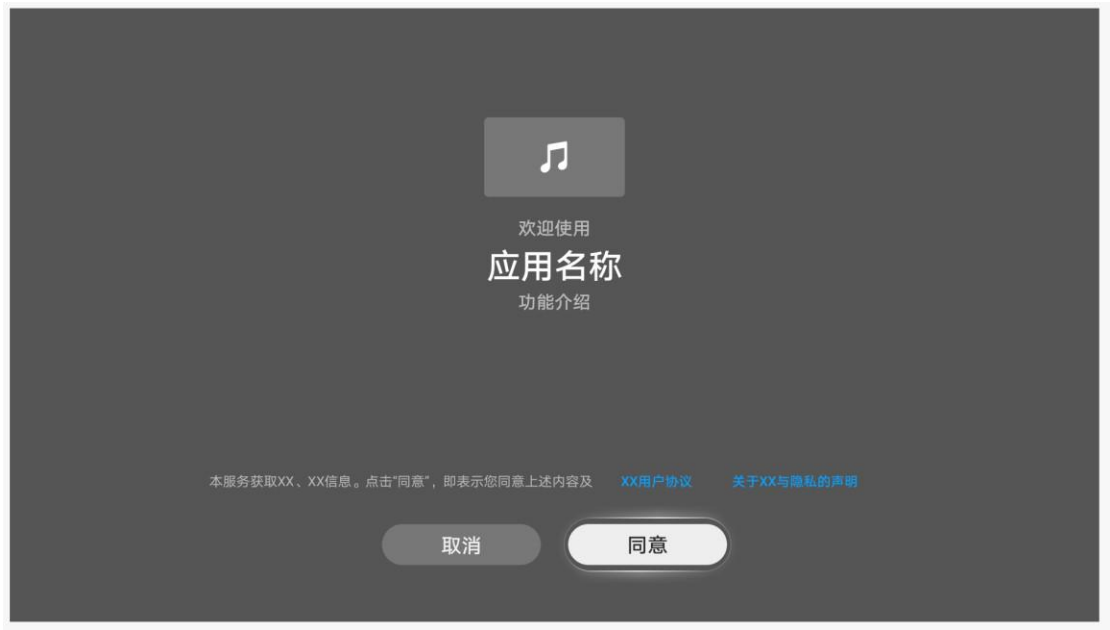 欢迎使用
应用名称
功能介绍
本服务获取XX、XX信息。点击“同意”，即表示您同意上述内容及 XX用户协议 关于XX与隐私的声明
取消 同意